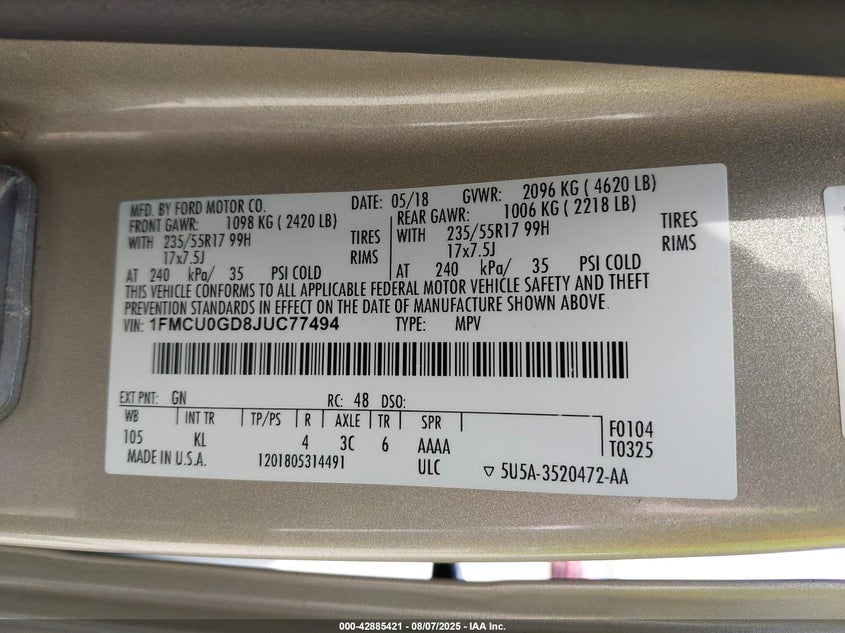 MFD. BY FORD MOTOR CO. DATE: 05/18 GVWR: 2096 KG ( 4620 LB)
FRONT GAWR: 1098 KG ( 2420 LB) REAR GAWR: 1006 KG ( 2218 LB)
WITH 235/55R17 99H TIRES WITH 235/55R17 99H TIRES
17x7.5J RIMS 17x7.5J RIMS
AT 240 kPa/ 35 PSI COLD AT 240 kPa/ 35 PSI COLD
THIS VEHICLE CONFORMS TO ALL APPLICABLE FEDERAL MOTOR VEHICLE SAFETY AND THEFT
PREVENTION STANDARDS IN EFFECT ON THE DATE OF MANUFACTURE SHOWN ABOVE.
VIN: 1FMCU0GD8JUC77494 TYPE: MPV
EXT PNT: GN RC: 48 DSO:
WB INT TR TP/PS R AXLE TR SPR F0104
105 KL 4 3C 6 AAAA T0325
MADE IN U.S.A. 1201805314491 ULC ▽ 5U5A-3520472-AA
000-42885421 - 08/07/2025 - IAA Inc.